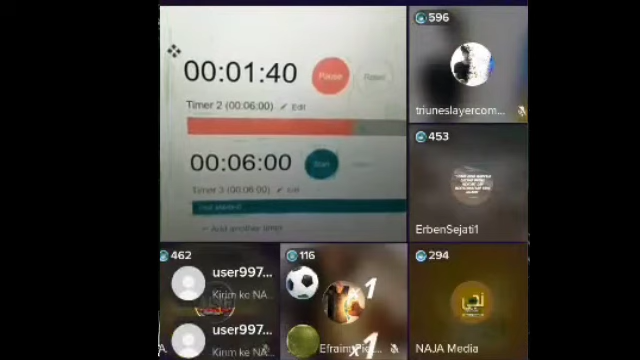 00:01:40
Pause
Reset
Timer 2 (00:06:00)
Edit
00:06:00
Start
Timer 3 (00:06:00)
Edit
+ Add another timer
596
triuneslayercom...
453
ErbenSejati1
462
user997...
Kirim ke NA...
user997...
Kirim ke NA...
A
116
1
x1
294
NAJA Media